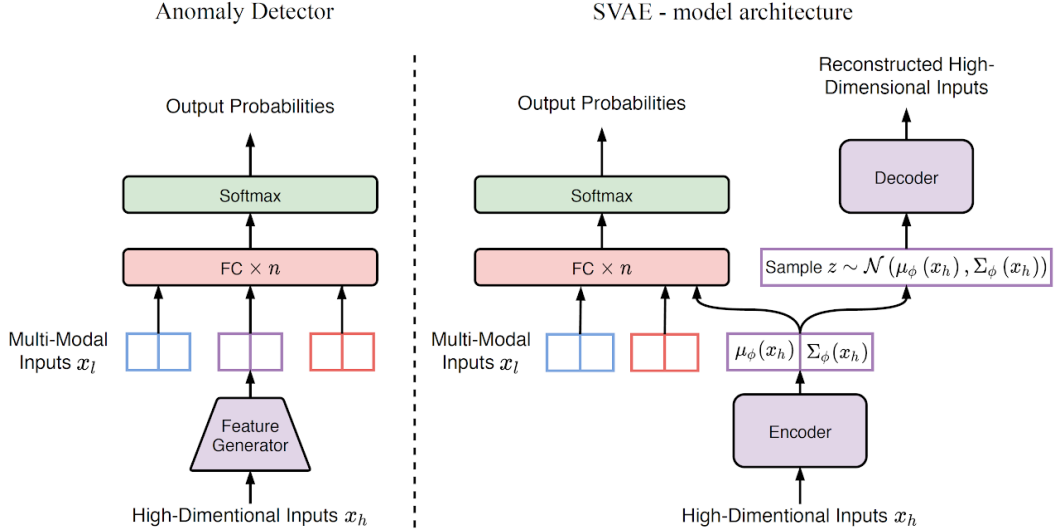 Anomaly Detector
Output Probabilities
Softmax
FC × n
Multi-Modal
Inputs x_l
Feature
Generator
High-Dimentional Inputs x_h
SVAE - model architecture
Reconstructed High-
Dimensional Inputs
Output Probabilities
Decoder
Softmax
Sample z ∼ 𝒩 (μ_ϕ (x_h) , Σ_ϕ (x_h))
FC × n
Multi-Modal
Inputs x_l
μ_ϕ(x_h) Σ_ϕ(x_h)
Encoder
High-Dimentional Inputs x_h